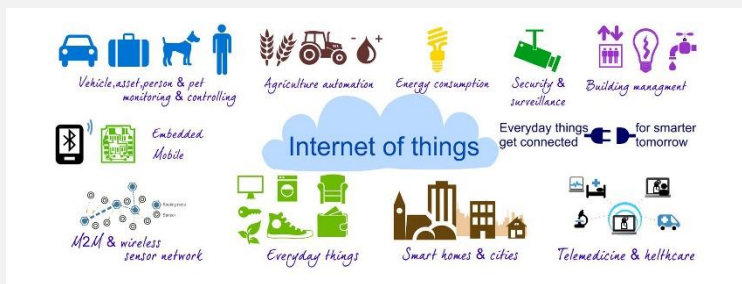 Vehicle,asset,person & pet
monitoring & controlling
Agriculture automation
Energy consumption
Security &
surveillance
Building managment
Embedded
Mobile
Internet of things
Everyday things
get connected
for smarter
tomorrow
M2M & wireless
sensor network
Everyday things
Smart homes & cities
Telemedicine & helthcare